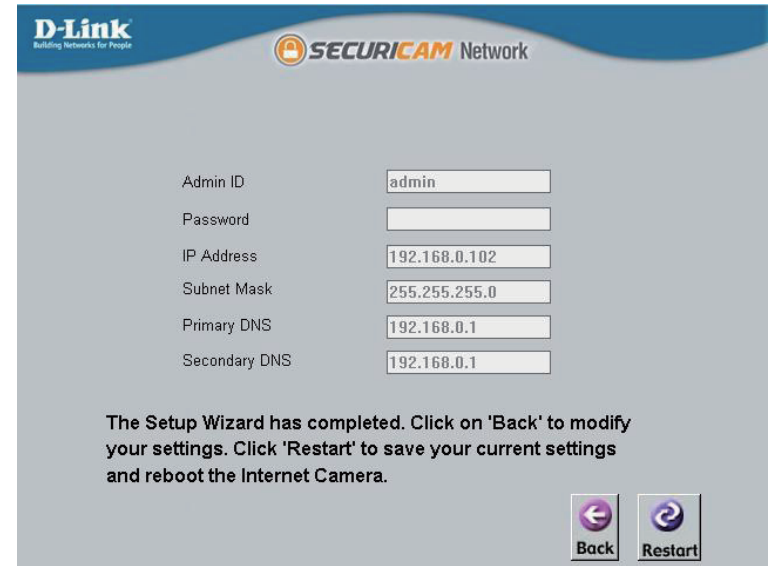 D-Link
Building Networks for People
SECURICAM Network
Admin ID admin
Password
IP Address 192.168.0.102
Subnet Mask 255.255.255.0
Primary DNS 192.168.0.1
Secondary DNS 192.168.0.1
The Setup Wizard has completed. Click on 'Back' to modify
your settings. Click 'Restart' to save your current settings
and reboot the Internet Camera.
Back Restart